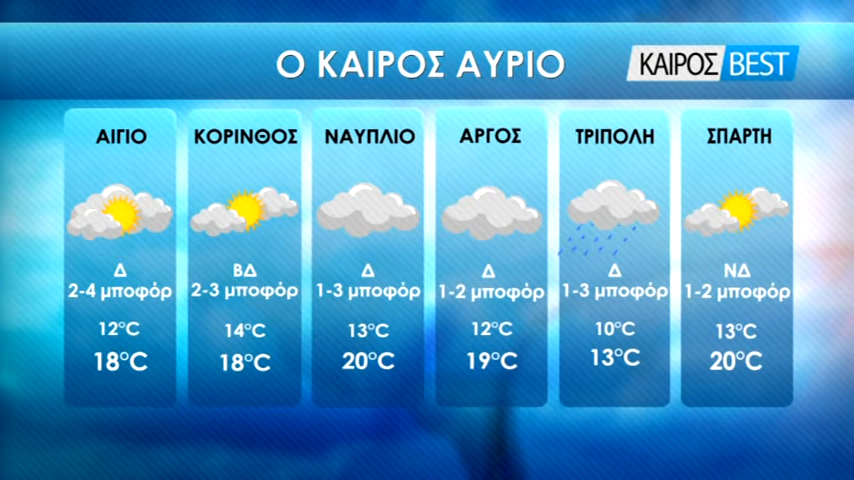 Ο ΚΑΙΡΟΣ ΑΥΡΙΟ
ΚΑΙΡΟΣ BEST
ΑΙΓΙΟ
Δ
2-4 μποφόρ
12°C
18°C
ΚΟΡΙΝΘΟΣ
ΒΔ
2-3 μποφόρ
14°C
18°C
ΝΑΥΠΛΙΟ
Δ
1-3 μποφόρ
13°C
20°C
ΑΡΓΟΣ
Δ
1-2 μποφόρ
12°C
19°C
ΤΡΙΠΟΛΗ
Δ
1-3 μποφόρ
10°C
13°C
ΣΠΑΡΤΗ
ΝΔ
1-2 μποφόρ
13°C
20°C